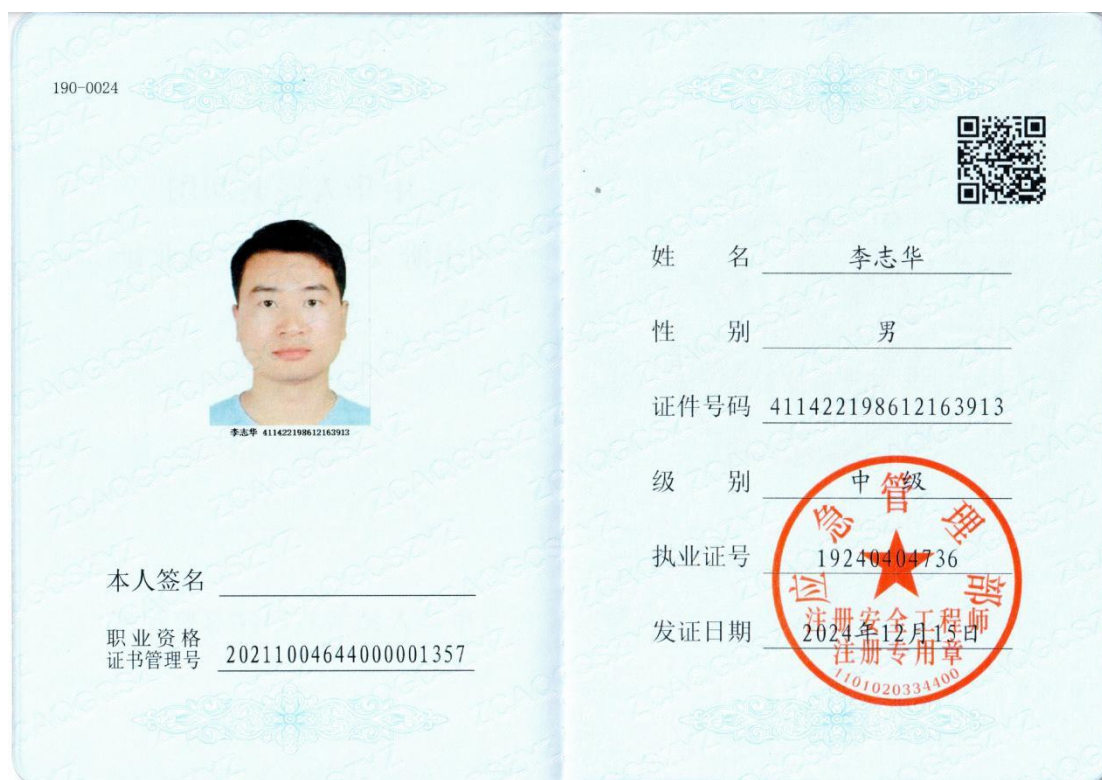 190-0024
李志华 411422198612163913
本人签名
职业资格
证书管理号 20211004644000001357
姓 名 李志华
性 别 男
证件号码 411422198612163913
级 别 中 级
执业证号 19240404736
发证日期 2024年12月15日
应急管理部
注册安全工程师
注册专用章
1101020334400